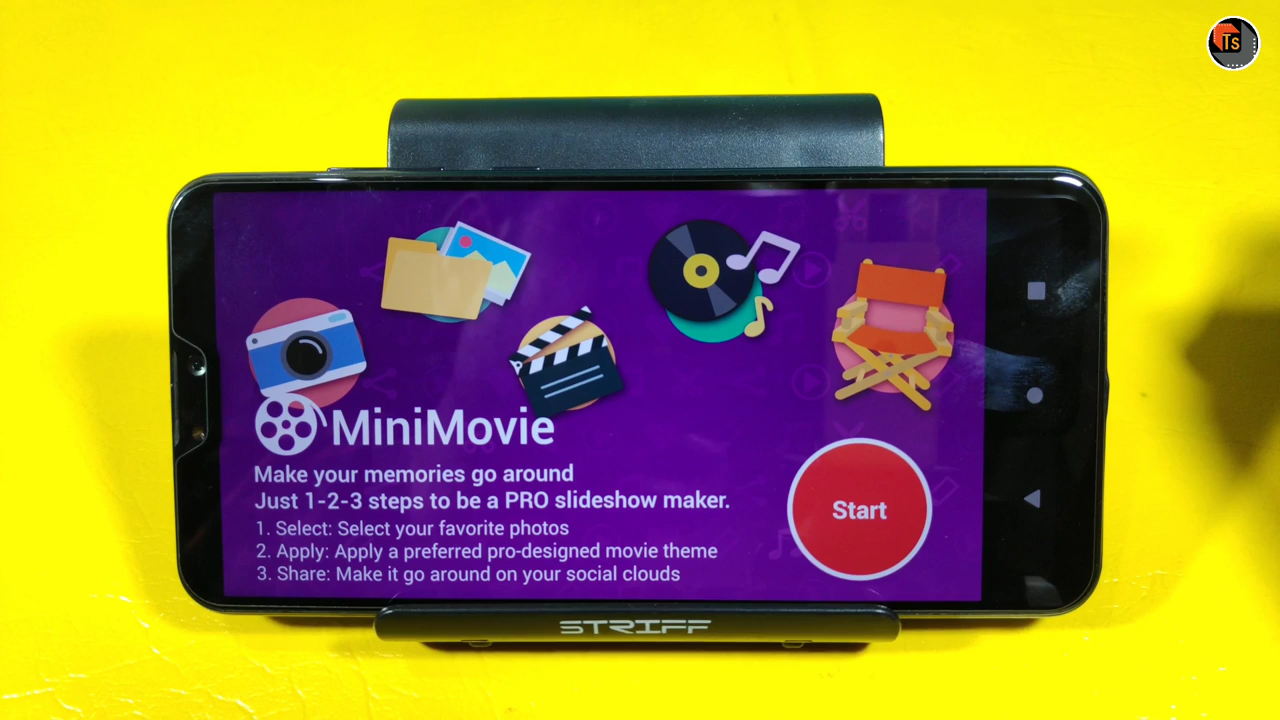 Ts
MiniMovie
Make your memories go around
Just 1-2-3 steps to be a PRO slideshow maker.
1. Select: Select your favorite photos
2. Apply: Apply a preferred pro-designed movie theme
3. Share: Make it go around on your social clouds
Start
STRIFF